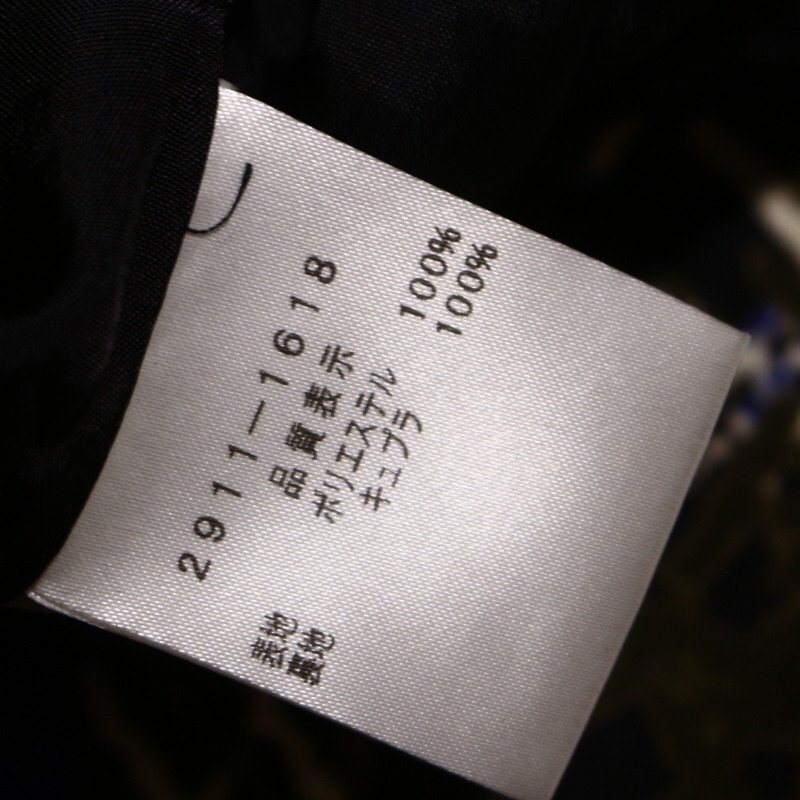 2911-1618
品質表示
表地 ポリエステル 100%
裏地 キュプラ 100%